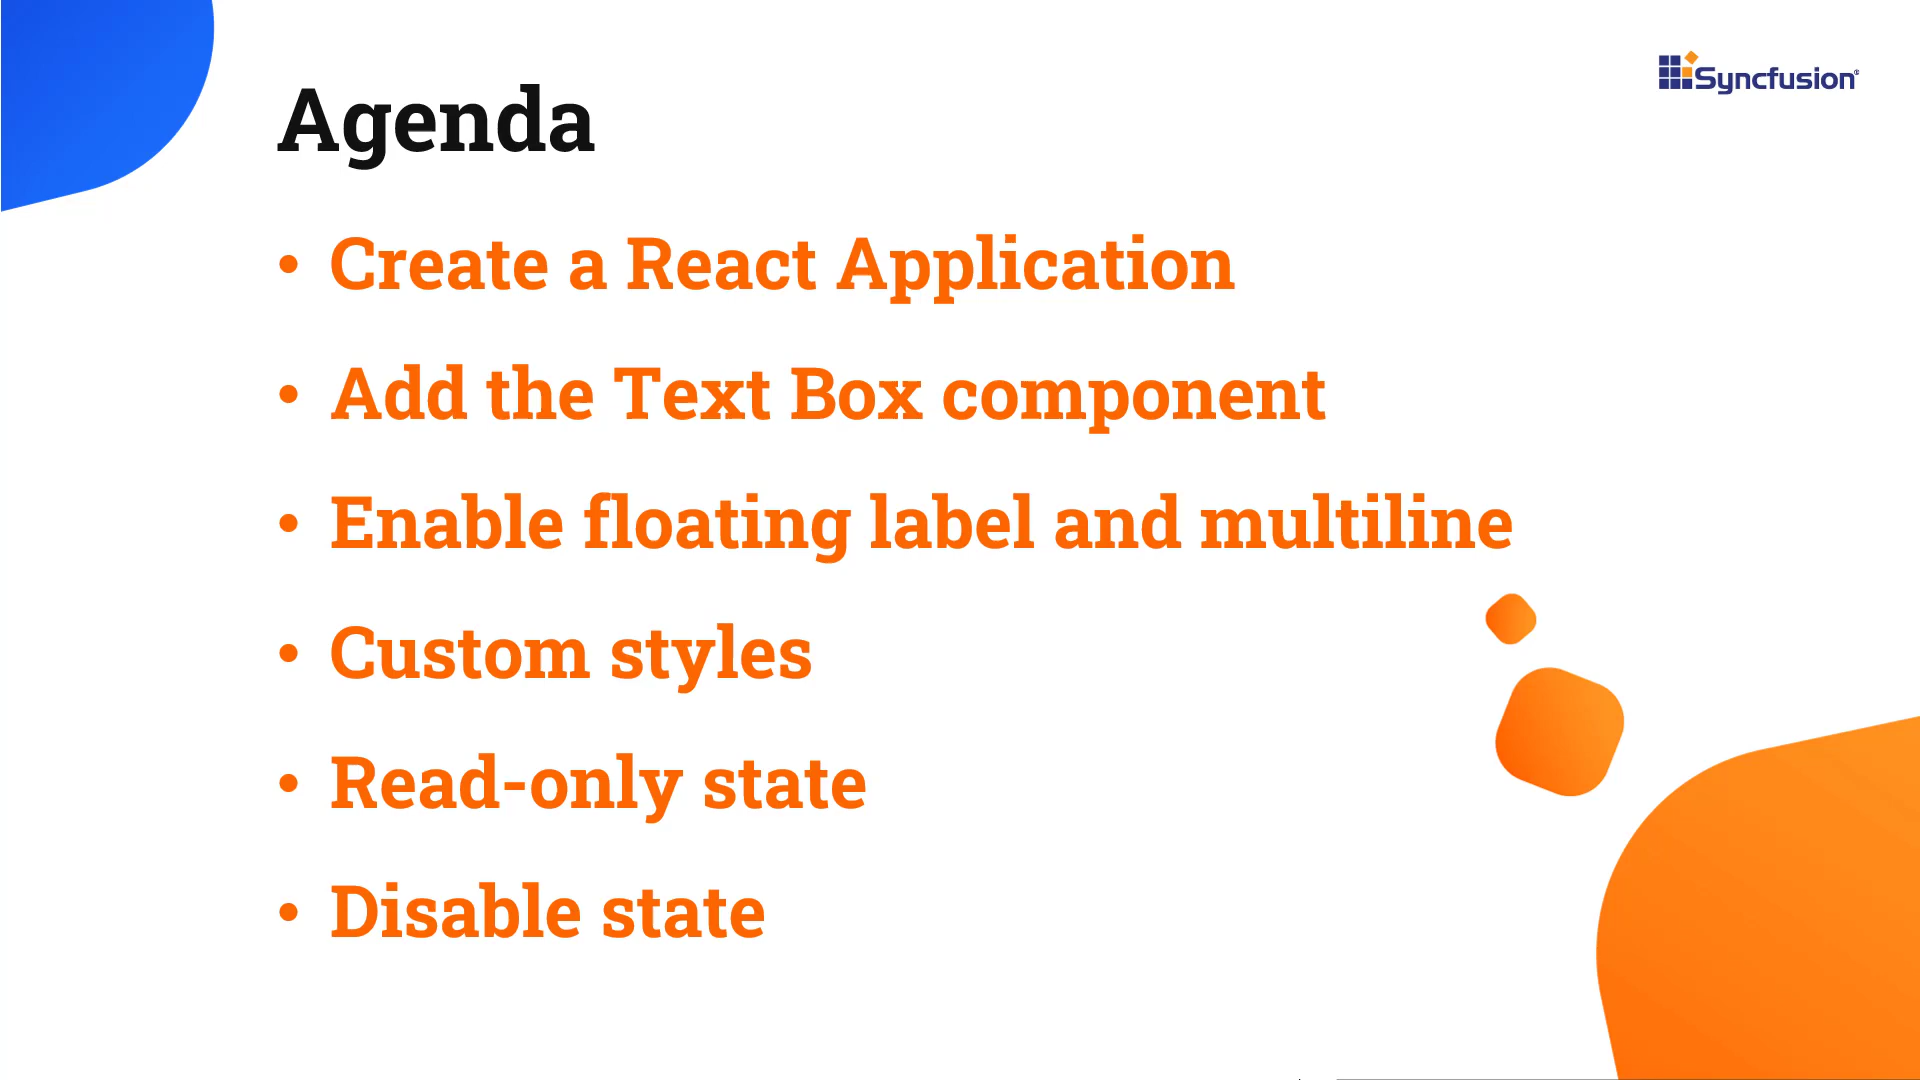 Syncfusion®
Agenda
• Create a React Application
• Add the Text Box component
• Enable floating label and multiline
• Custom styles
• Read-only state
• Disable state